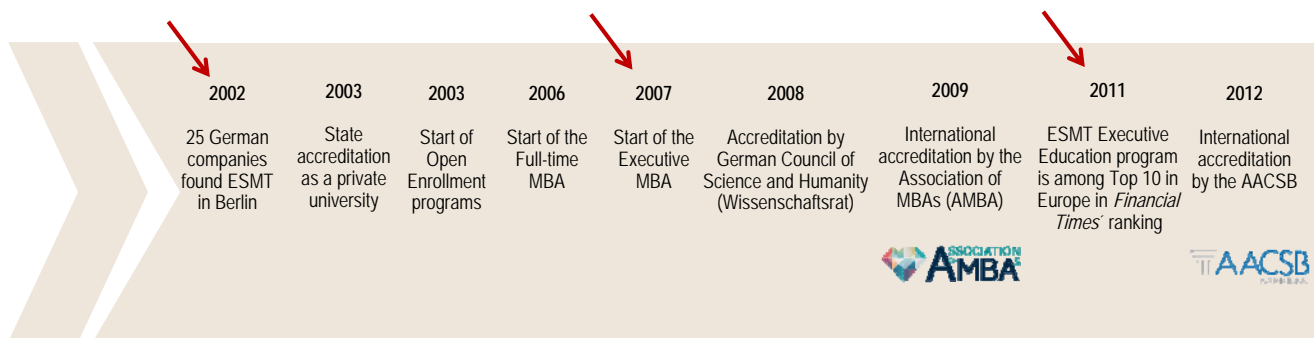 2002
25 German
companies
found ESMT
in Berlin
2003
State
accreditation
as a private
university
2003
Start of
Open
Enrollment
programs
2006
Start of the
Full-time
MBA
2007
Start of the
Executive
MBA
2008
Accreditation by
German Council of
Science and Humanity
(Wissenschaftsrat)
2009
International
accreditation by the
Association of
MBAs (AMBA)
ASSOCIATION
AMBA
2011
ESMT Executive
Education program
is among Top 10 in
Europe in Financial
Times´ ranking
2012
International
accreditation
by the AACSB
AACSB